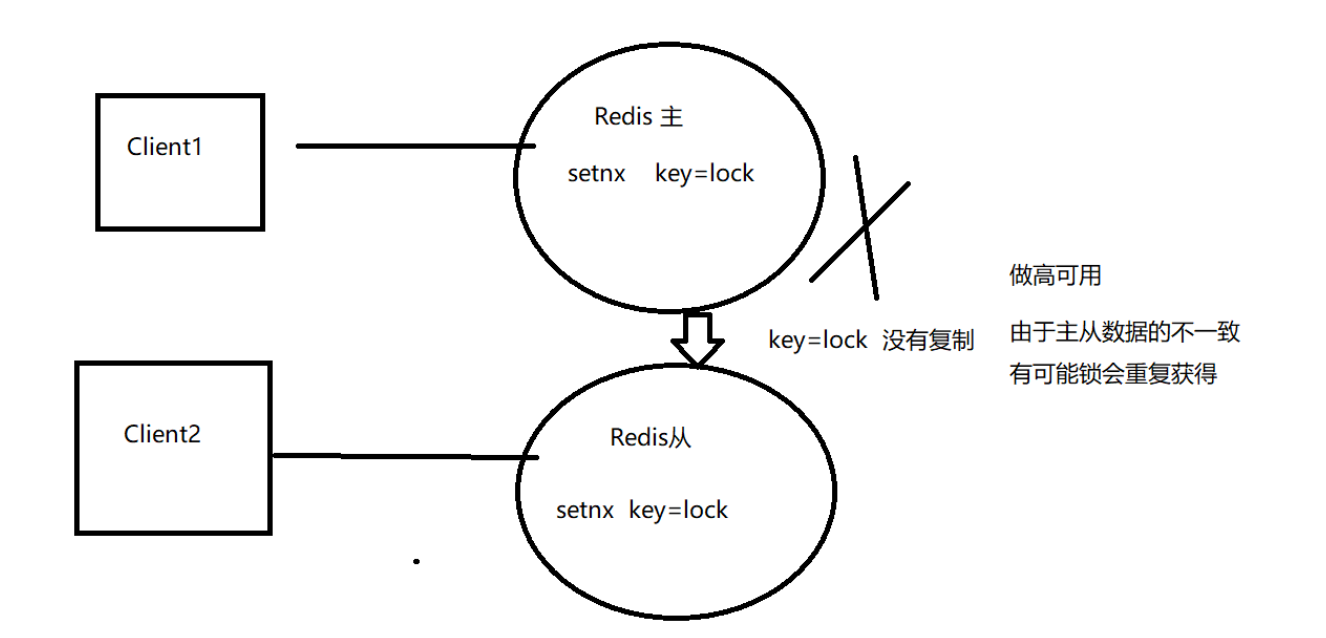 Client1
Redis 主
setnx key=lock
做高可用
key=lock 没有复制
由于主从数据的不一致
有可能锁会重复获得
Client2
Redis从
setnx key=lock